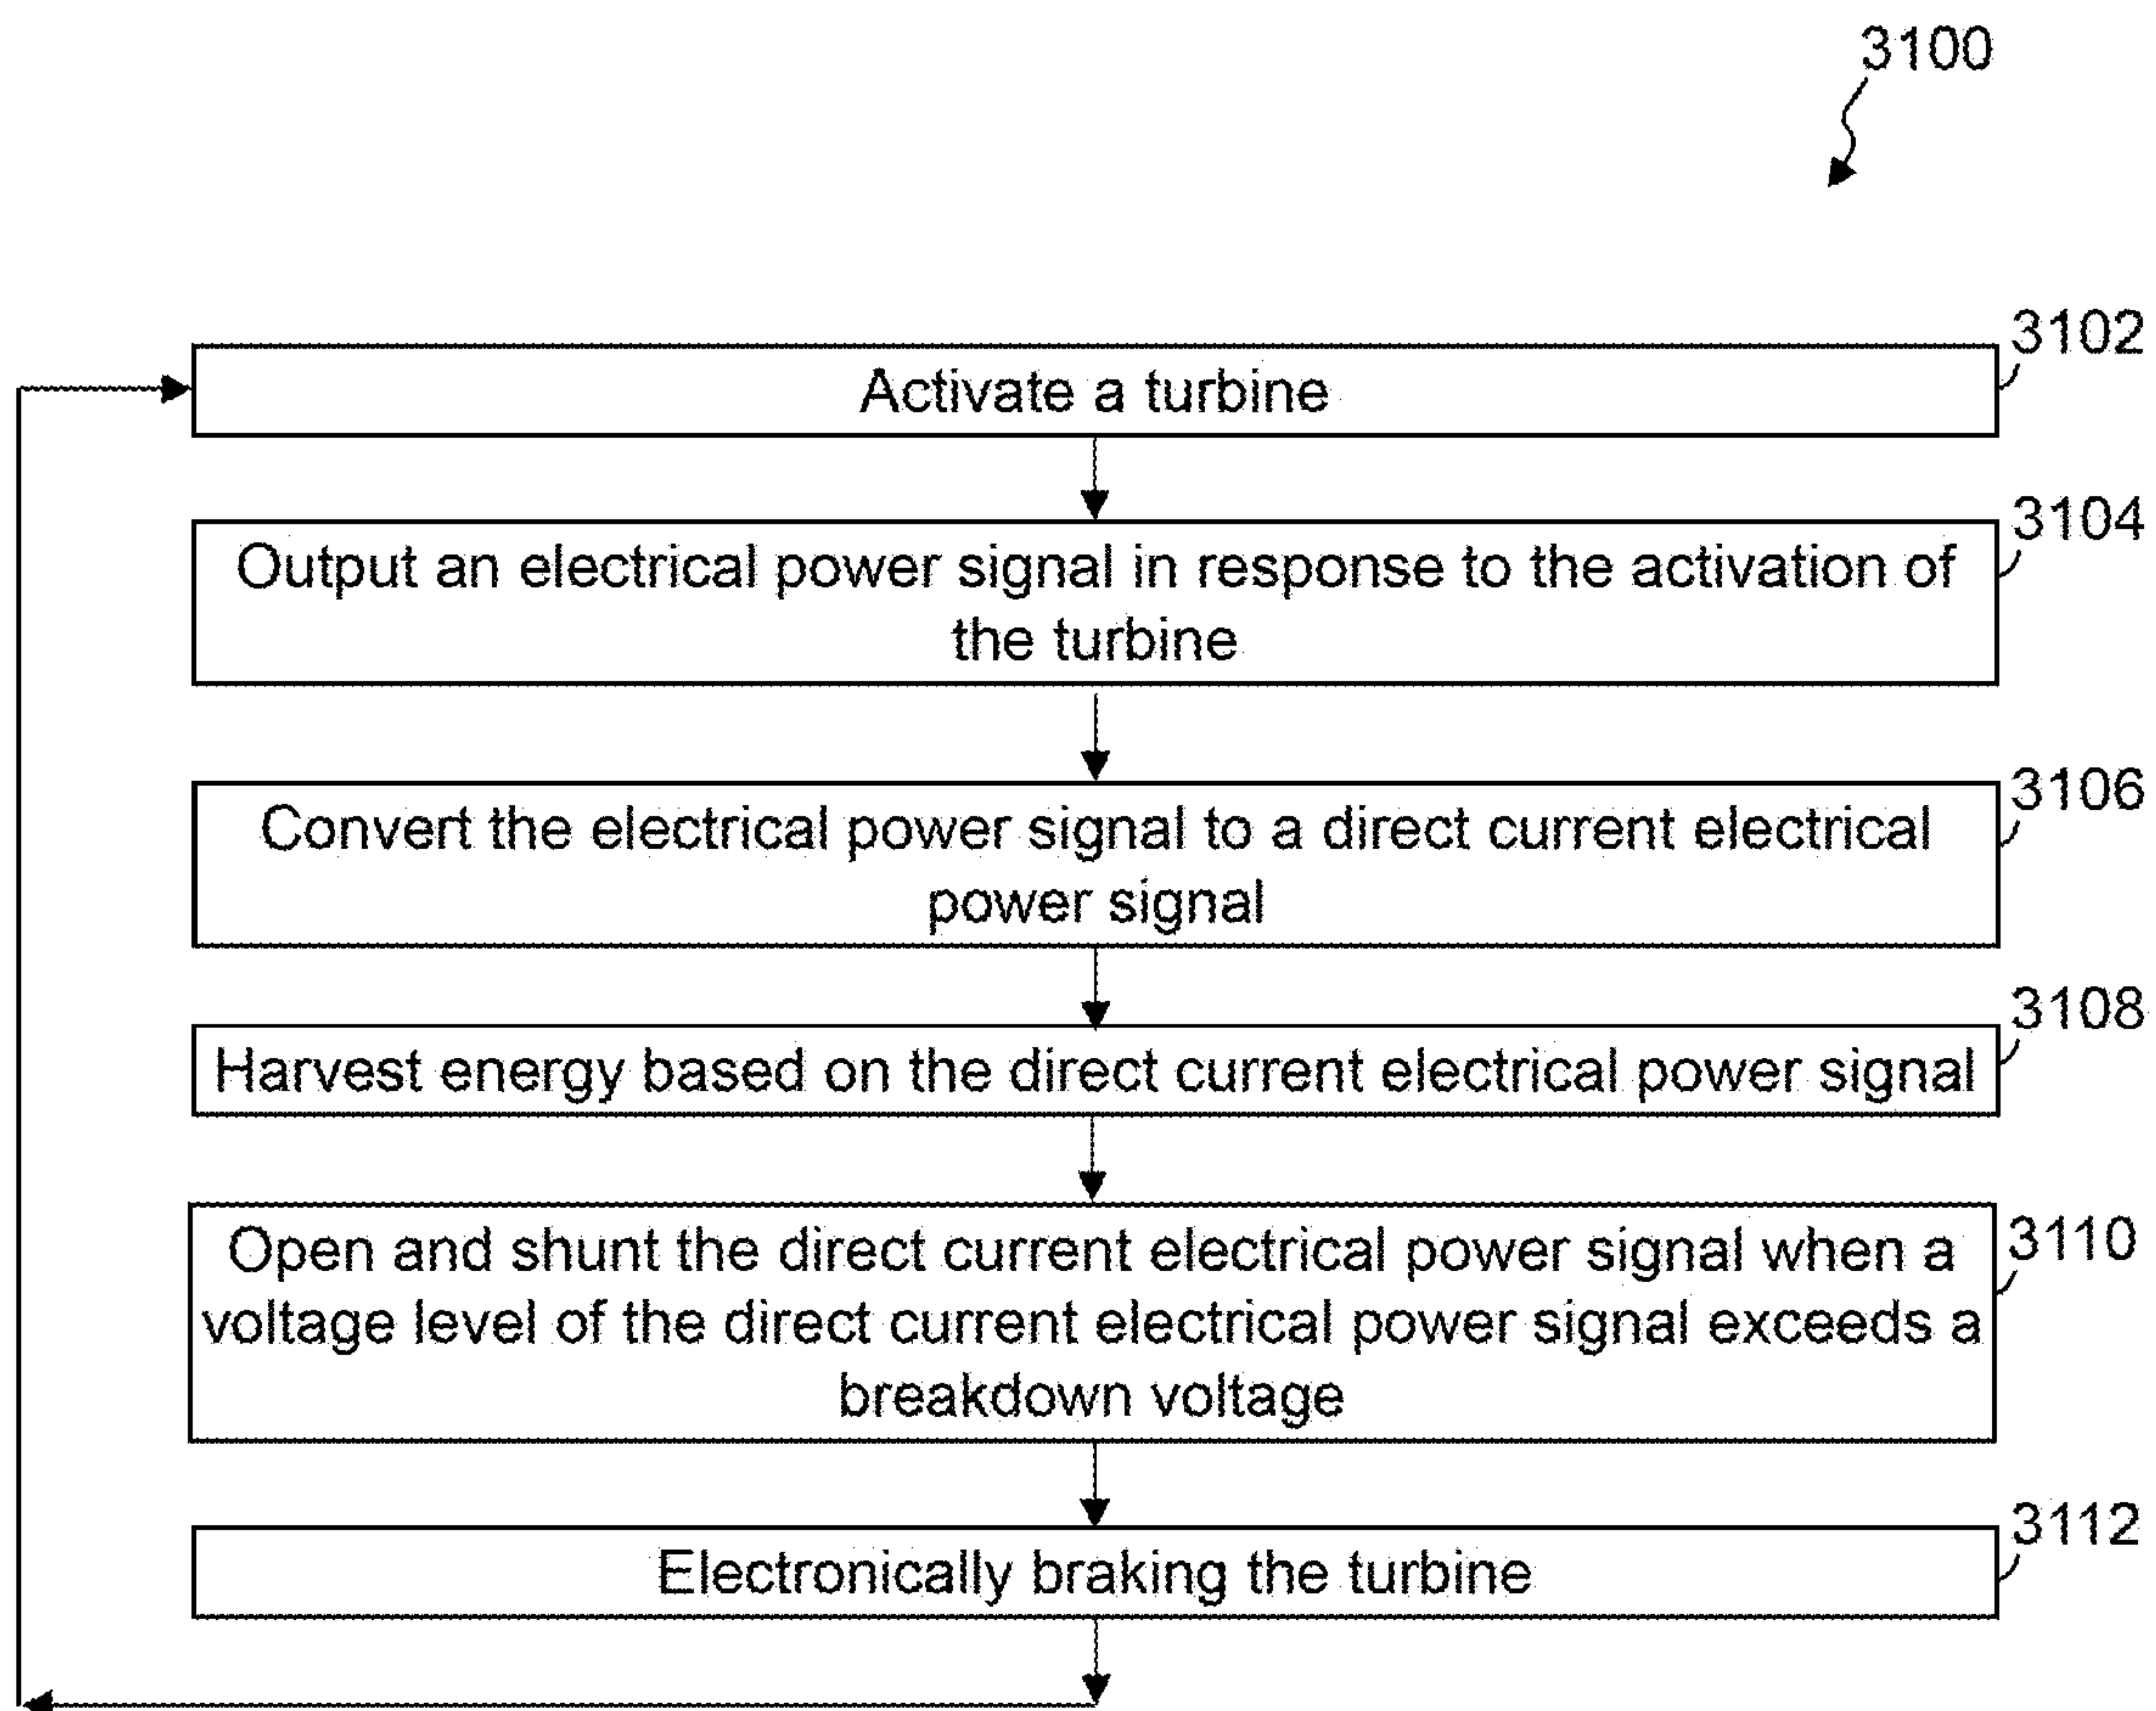 3100
3102
Activate a turbine
3104
Output an electrical power signal in response to the activation of
the turbine
3106
Convert the electrical power signal to a direct current electrical
power signal
3108
Harvest energy based on the direct current electrical power signal
3110
Open and shunt the direct current electrical power signal when a
voltage level of the direct current electrical power signal exceeds a
breakdown voltage
3112
Electronically braking the turbine